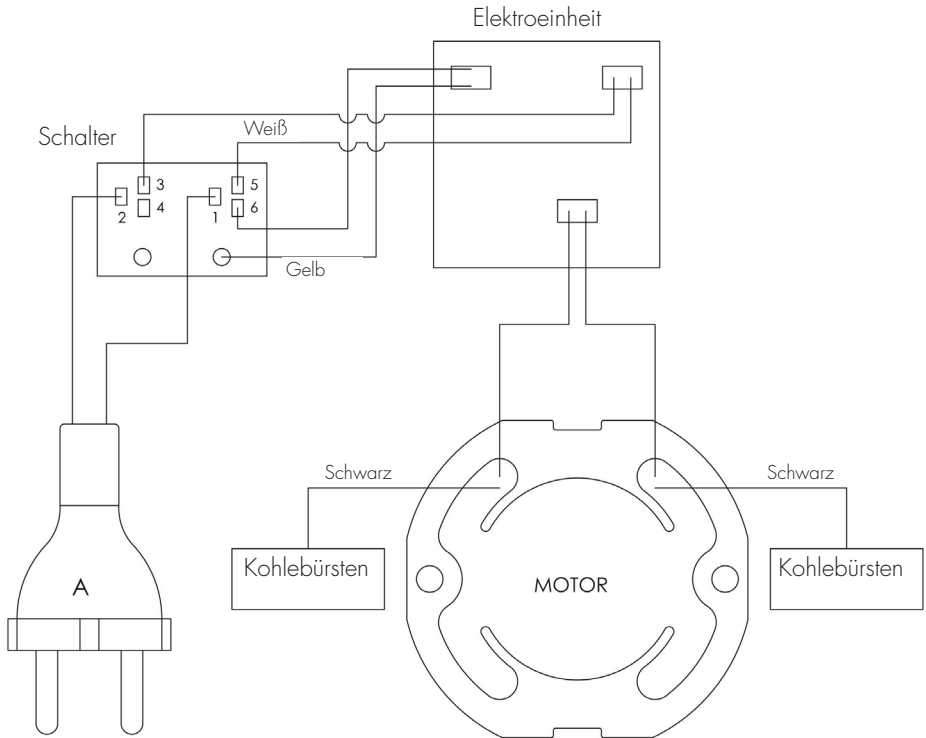 Elektroeinheit
Weiß
Schalter
3
5
2
4
1
6
Gelb
Schwarz
Schwarz
Kohlebürsten
Kohlebürsten
A
MOTOR